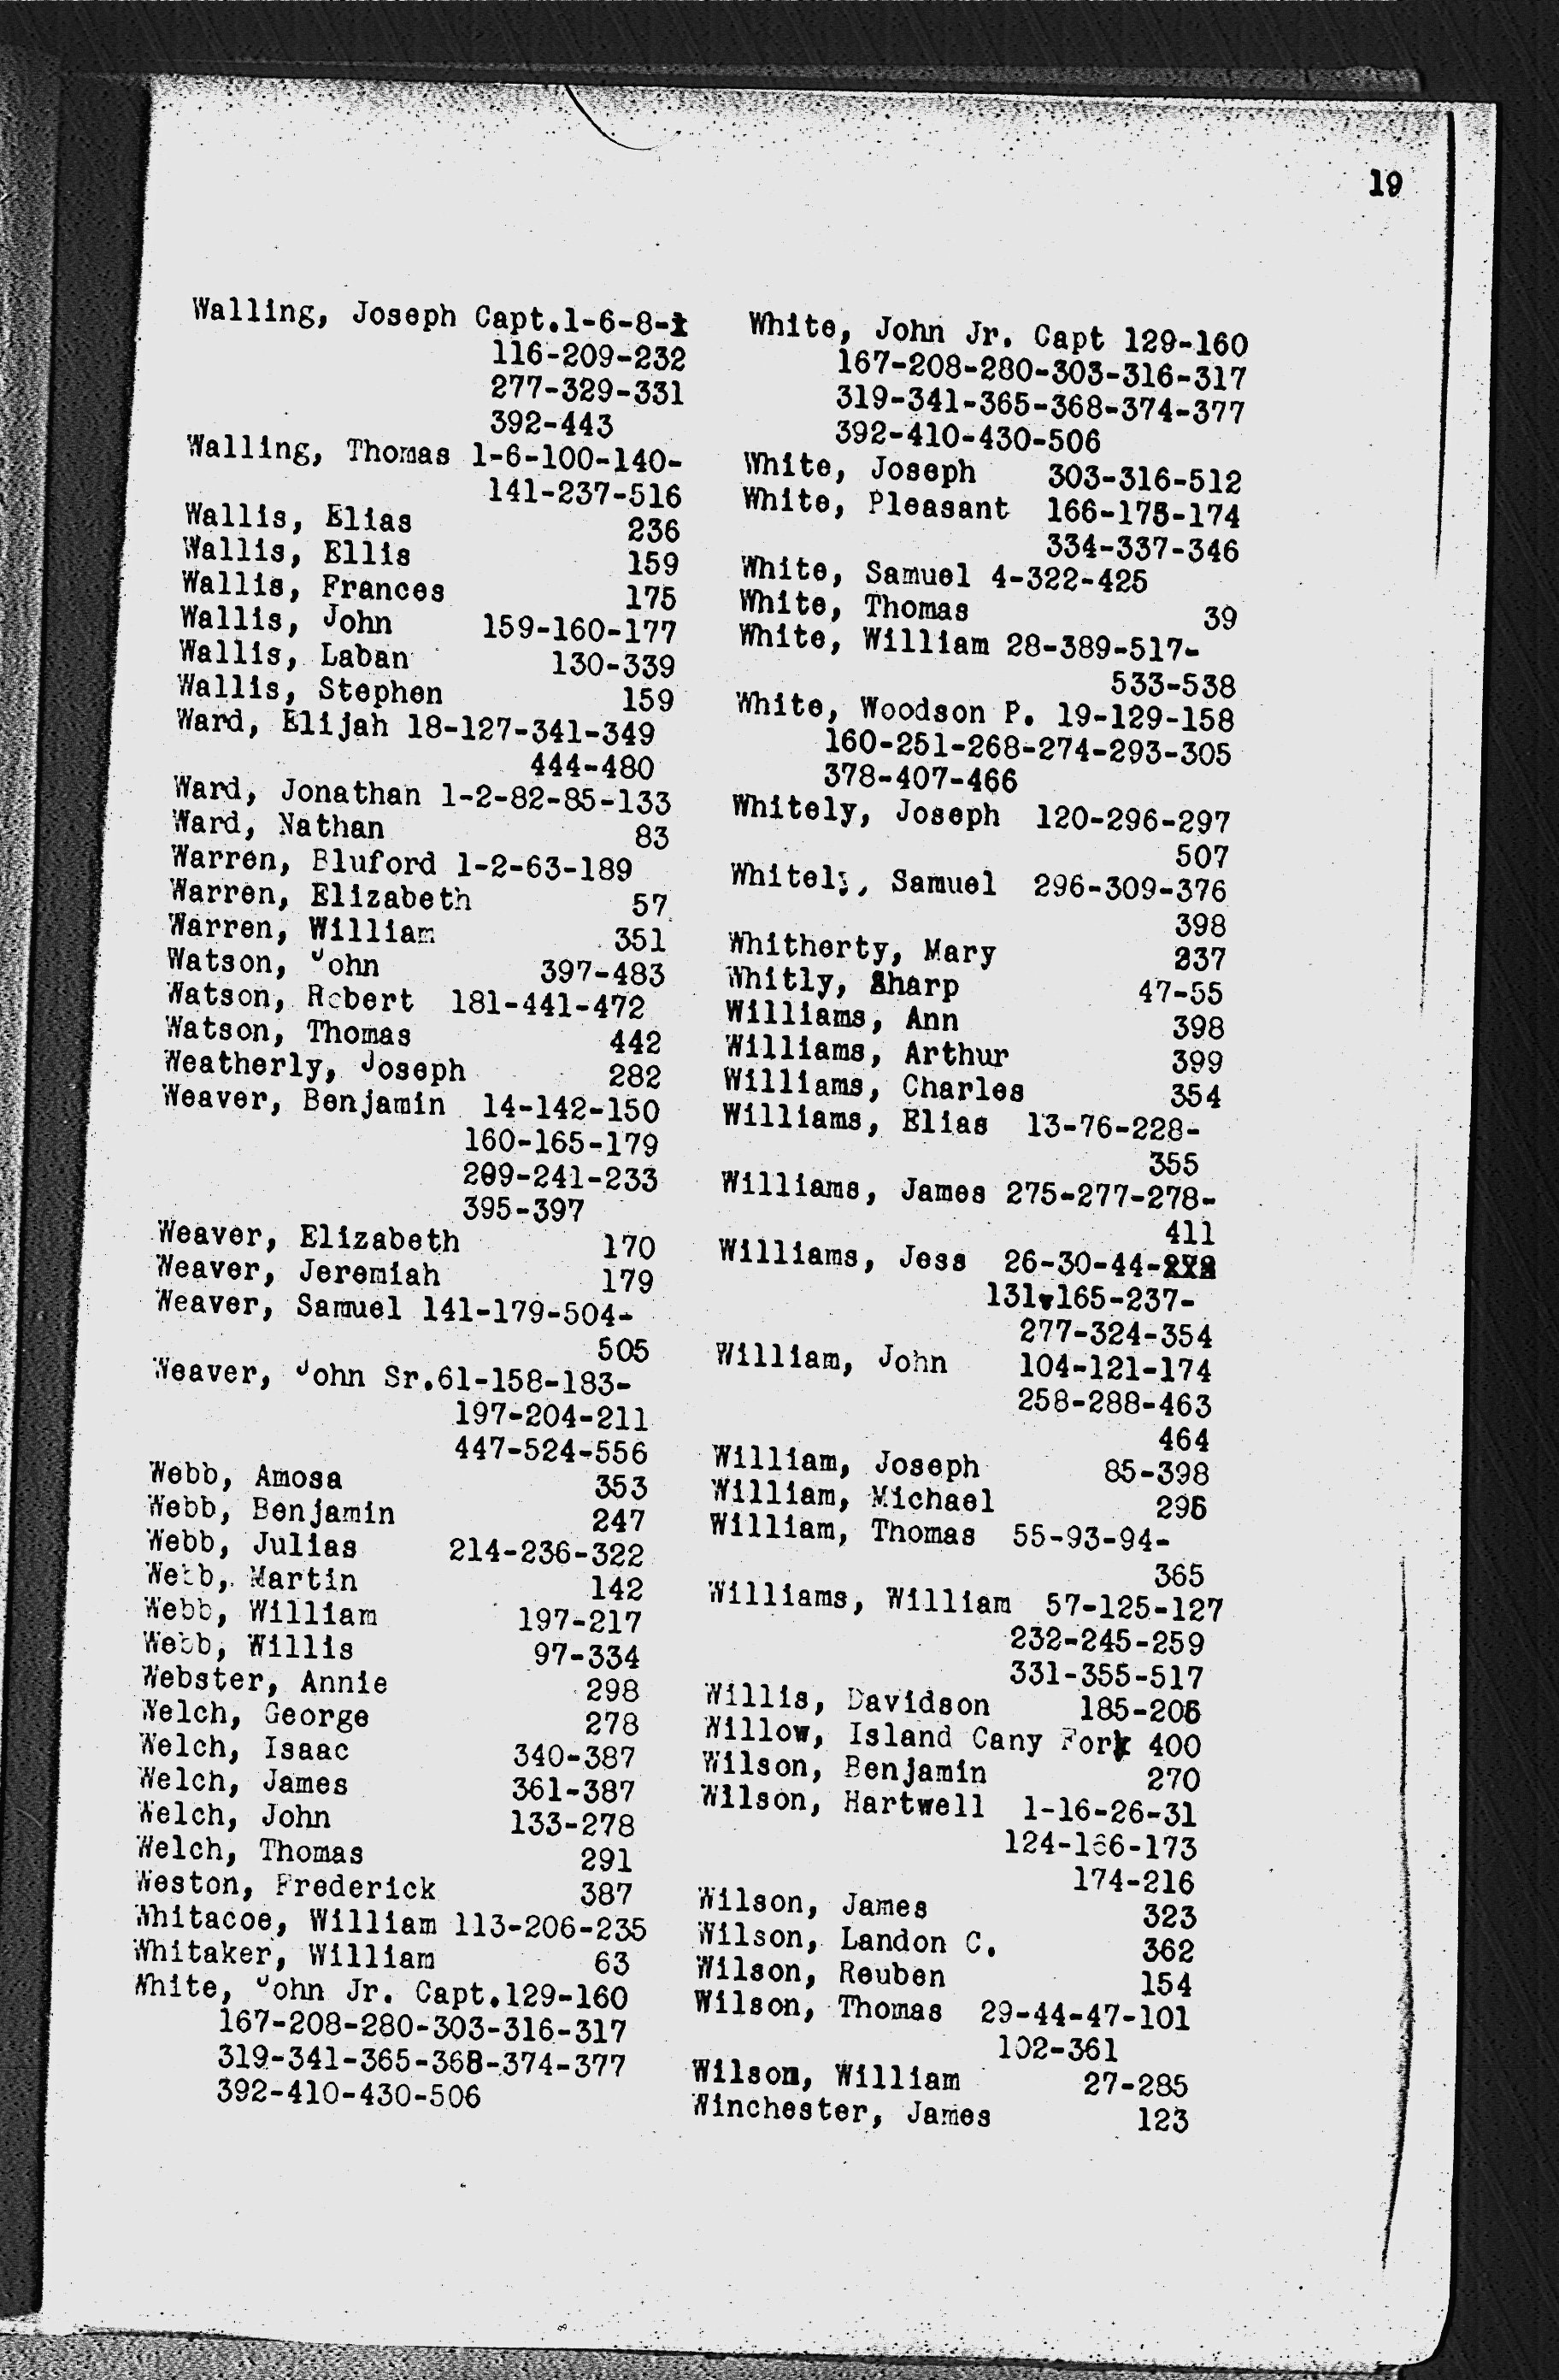 19
Walling, Joseph Capt.1-6-8-
116-209-232
277-329-331
392-443
Walling, Thomas 1-6-100-140-
141-237-516
Wallis, Elias 236
Wallis, Ellis 159
Wallis, Frances 175
Wallis, John 159-160-177
Wallis, Laban 130-339
Wallis, Stephen 159
Ward, Elijah 18-127-341-349
444-480
Ward, Jonathan 1-2-82-85-133
Ward, Nathan 83
Warren, Bluford 1-2-63-189
Warren, Elizabeth 57
Warren, William 351
Watson, John 397-483
Watson, Robert 181-441-472
Watson, Thomas 442
Weatherly, Joseph 282
Weaver, Benjamin 14-142-150
160-165-179
209-241-233
395-397
Weaver, Elizabeth 170
Weaver, Jeremiah 179
Weaver, Samuel 141-179-504-
505
Weaver, John Sr.61-158-183-
197-204-211
447-524-556
Webb, Amosa 353
Webb, Benjamin 247
Webb, Julias 214-236-322
Webb, Martin 142
Webb, William 197-217
Webb, Willis 97-334
Webster, Annie 298
Welch, George 278
Welch, Isaac 340-387
Welch, James 361-387
Welch, John 133-278
Welch, Thomas 291
Weston, Frederick 387
Whitacoe, William 113-206-235
Whitaker, William 63
White, John Jr. Capt.129-160
167-208-280-303-316-317
319-341-365-368-374-377
392-410-430-506
White, John Jr. Capt 129-160
167-208-280-303-316-317
319-341-365-368-374-377
392-410-430-506
White, Joseph 303-316-512
White, Pleasant 166-175-174
334-337-346
White, Samuel 4-322-425
White, Thomas 39
White, William 28-389-517-
533-538
White, Woodson P. 19-129-158
160-251-268-274-293-305
378-407-466
Whitely, Joseph 120-296-297
507
Whitely, Samuel 296-309-376
398
Whitherty, Mary 237
Whitly, Sharp 47-55
Williams, Ann 398
Williams, Arthur 399
Williams, Charles 354
Williams, Elias 13-76-228-
355
Williams, James 275-277-278-
411
Williams, Jess 26-30-44-
131-165-237-
277-324-354
William, John 104-121-174
258-288-463
464
William, Joseph 85-398
William, Michael
William, Thomas 55-93-94-
365
Williams, William 57-125-127
232-245-259
331-355-517
Willis, Davidson 185-206
Willow, Island Cany Fork 400
Wilson, Benjamin 270
Wilson, Hartwell 1-16-26-31
124-166-173
174-216
Wilson, James 323
Wilson, Landon C. 362
Wilson, Reuben 154
Wilson, Thomas 29-44-47-101
102-361
Wilson, William 27-285
Winchester, James 123